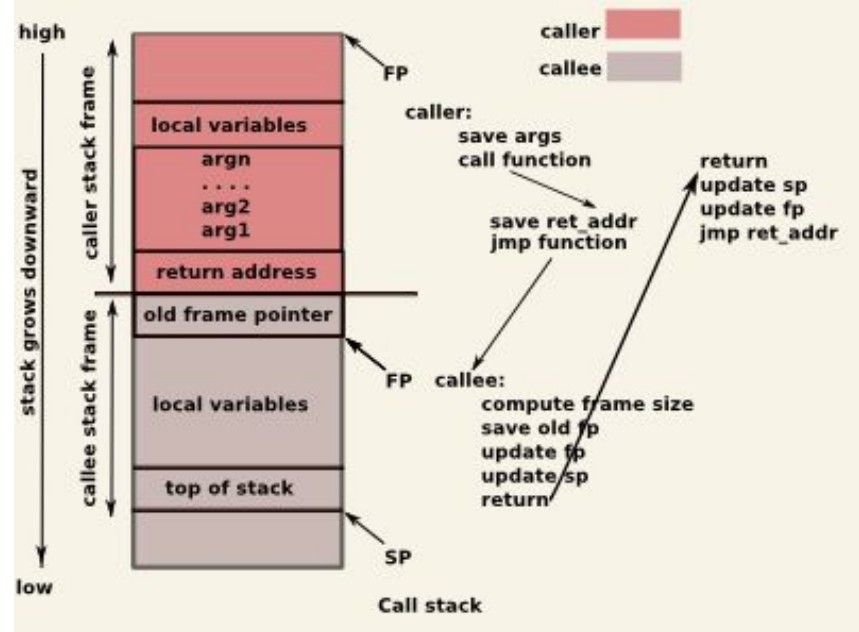 high
stack grows downward
low
caller stack frame
callee stack frame
local variables
argn
. . . .
arg2
arg1
return address
old frame pointer
local variables
top of stack
FP
FP
SP
caller
callee
caller:
save args
call function
save ret_addr
jmp function
callee:
compute frame size
save old fp
update fp
update sp
return
return
update sp
update fp
jmp ret_addr
Call stack